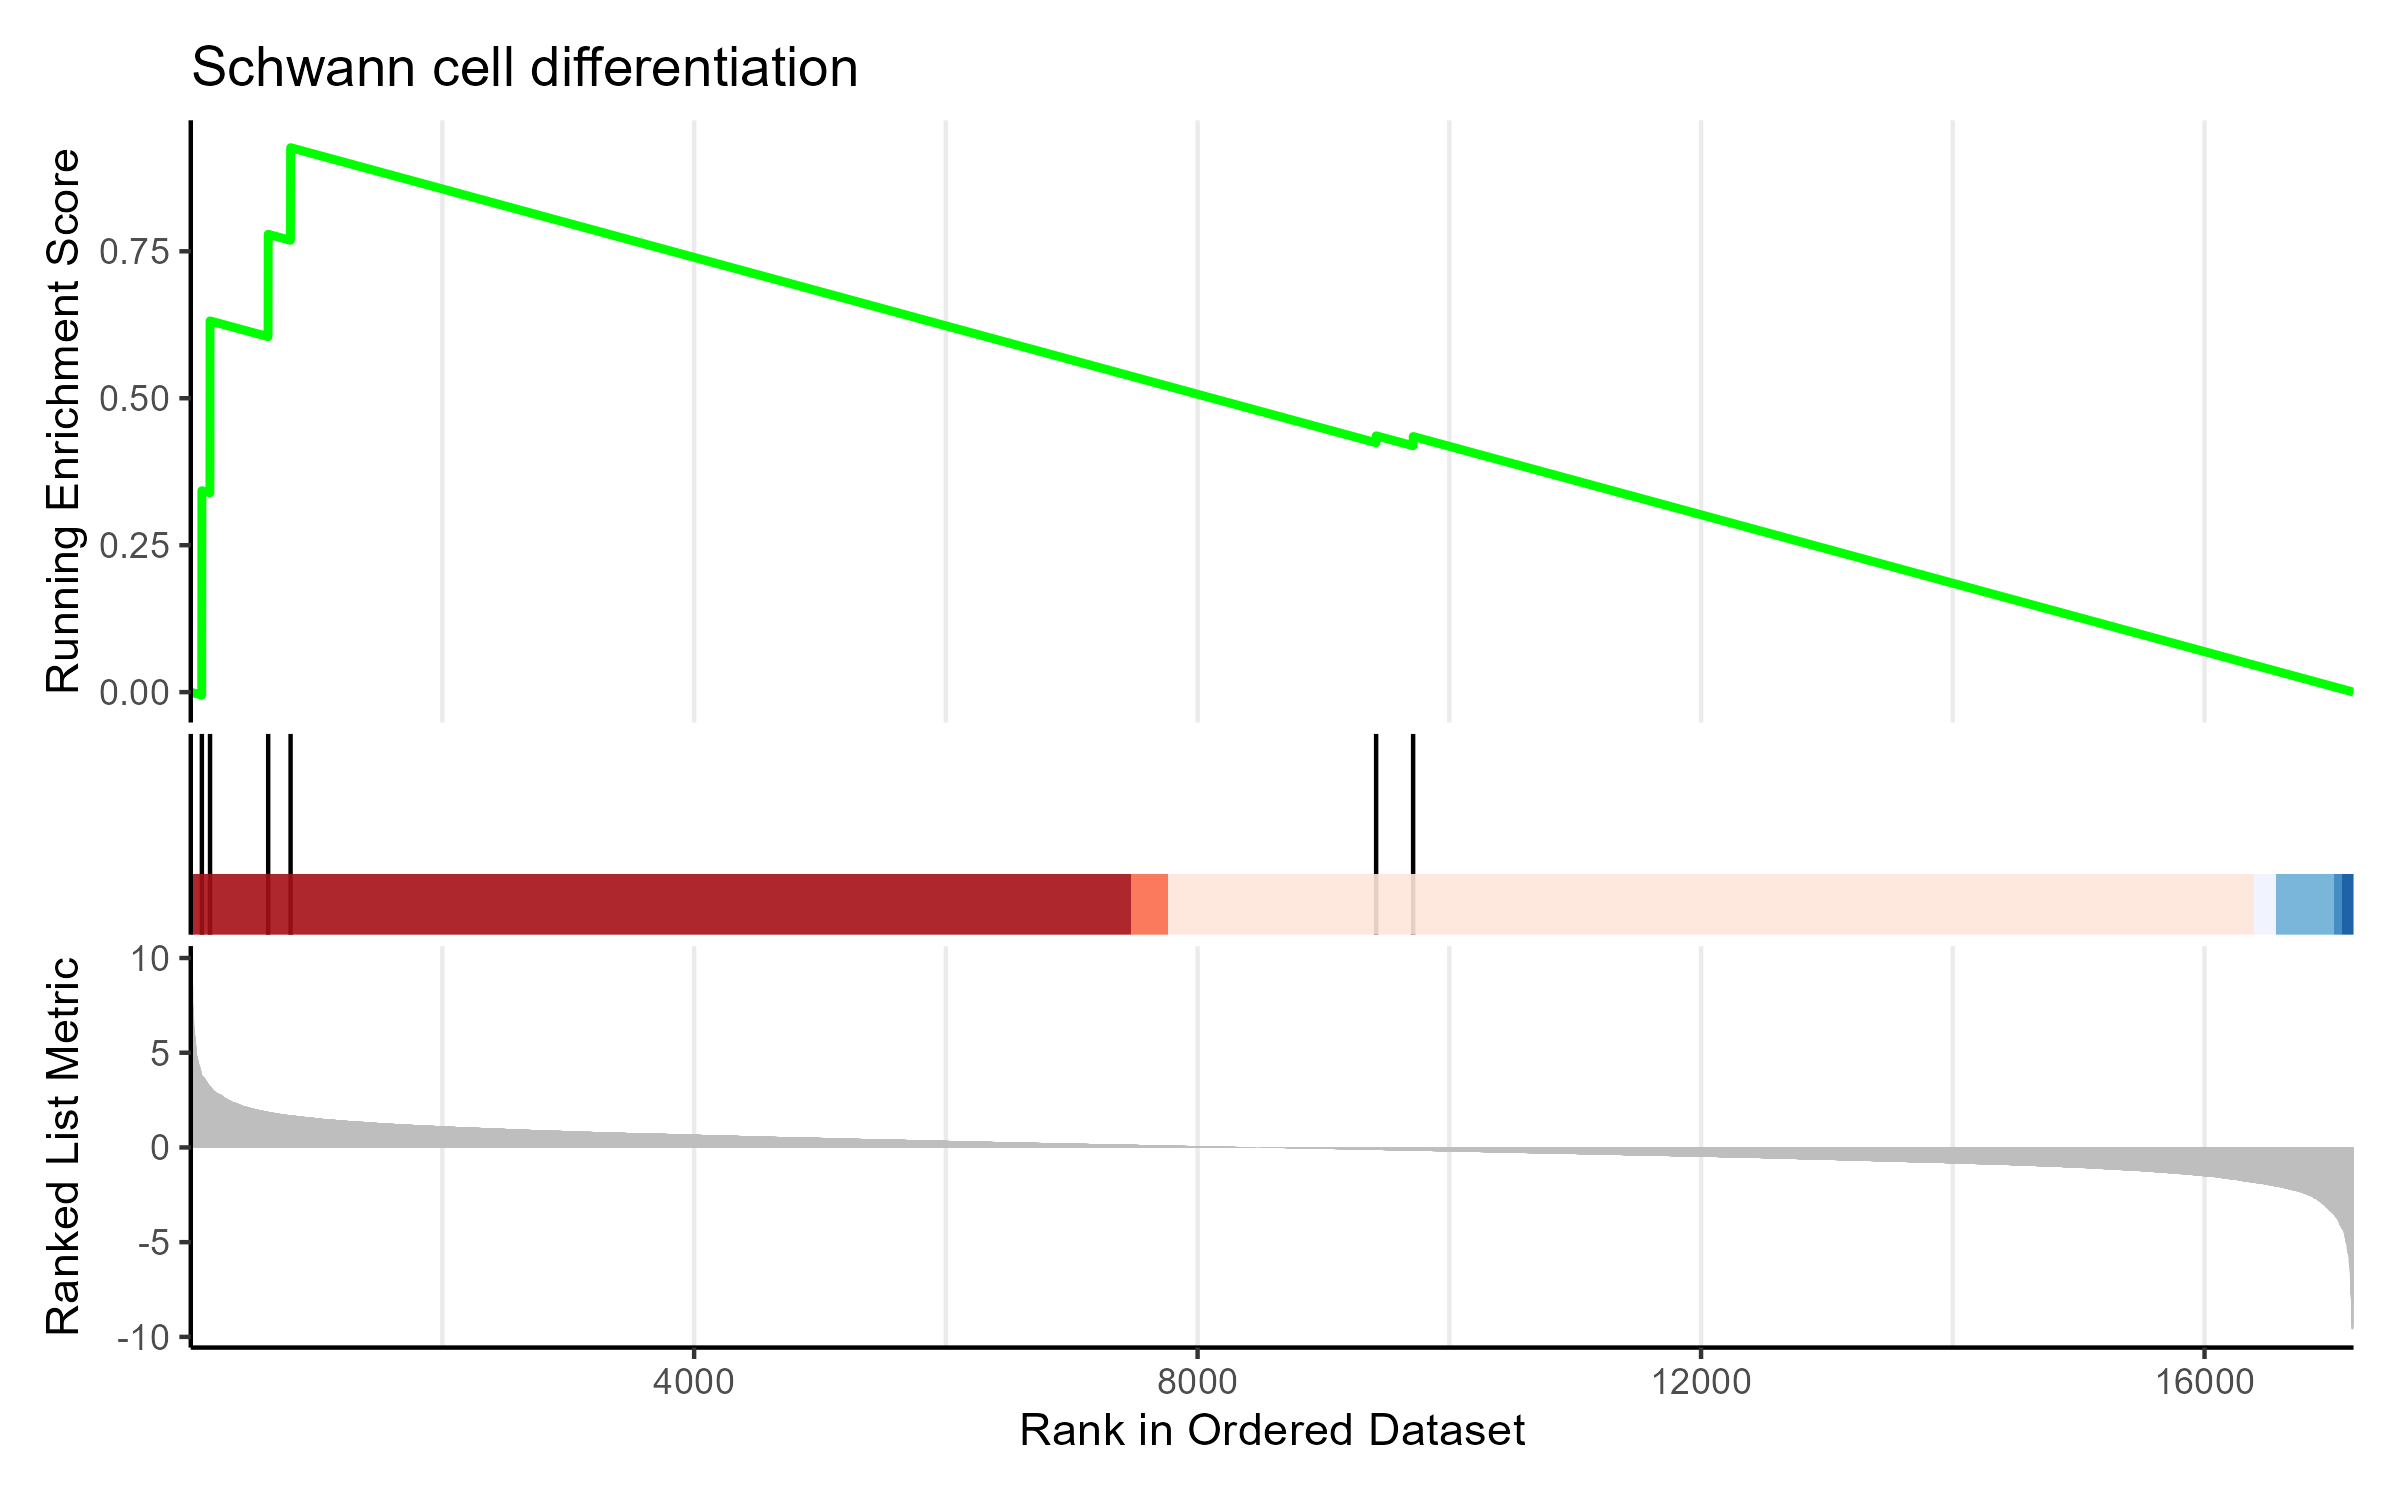 Schwann cell differentiation
Running Enrichment Score
0.75
0.50
0.25
0.00
Ranked List Metric
10
5
0
-5
-10
4000 8000 12000 16000
Rank in Ordered Dataset